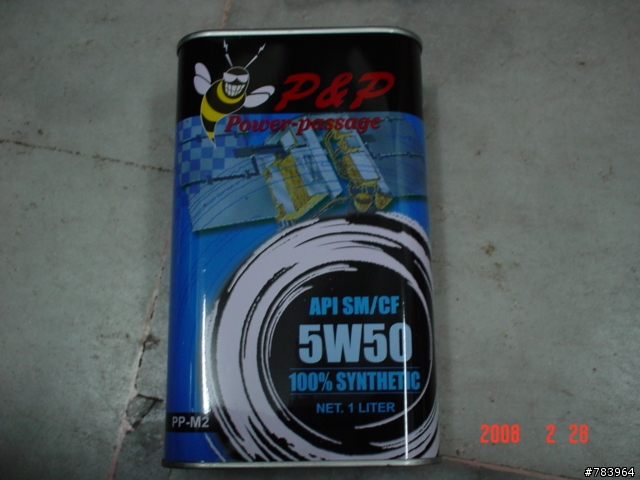 P&P
Power-passage
API SM/CF
5W50
100% SYNTHETIC
NET. 1 LITER
PP-M2
2008 2 28
#783964